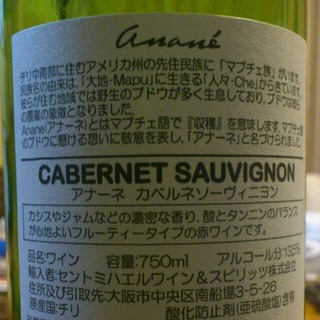 anané
チリ中南部に住むアメリカ州の先住民族に「マプチェ族」がいます。
民族名の由来は、「大地・Mapu」に生きる「人々・Che」からきています。
彼らが住む地域では野生のブドウが多く生息しており、ブドウは彼ら
の農業の象徴となりました。
Anane(アナーネ)とはマプチェ語で『収穫』を意味します。マプチェ族
のブドウに懸ける想いに敬意を表し、「アナーネ」と名づけられました。
CABERNET SAUVIGNON
アナーネ カベルネソーヴィニヨン
カシスやジャムなどの濃密な香り、酸とタンニンのバランス
が心地よいフルーティータイプの赤ワインです。
品名:ワイン 容量:750ml アルコール分:13.5%
輸入者:セントミハエルワイン&スピリッツ株式会社
住所及び引取先:大阪市中央区南船場3-5-26
原産国:チリ 酸化防止剤(亜硫酸塩)含有